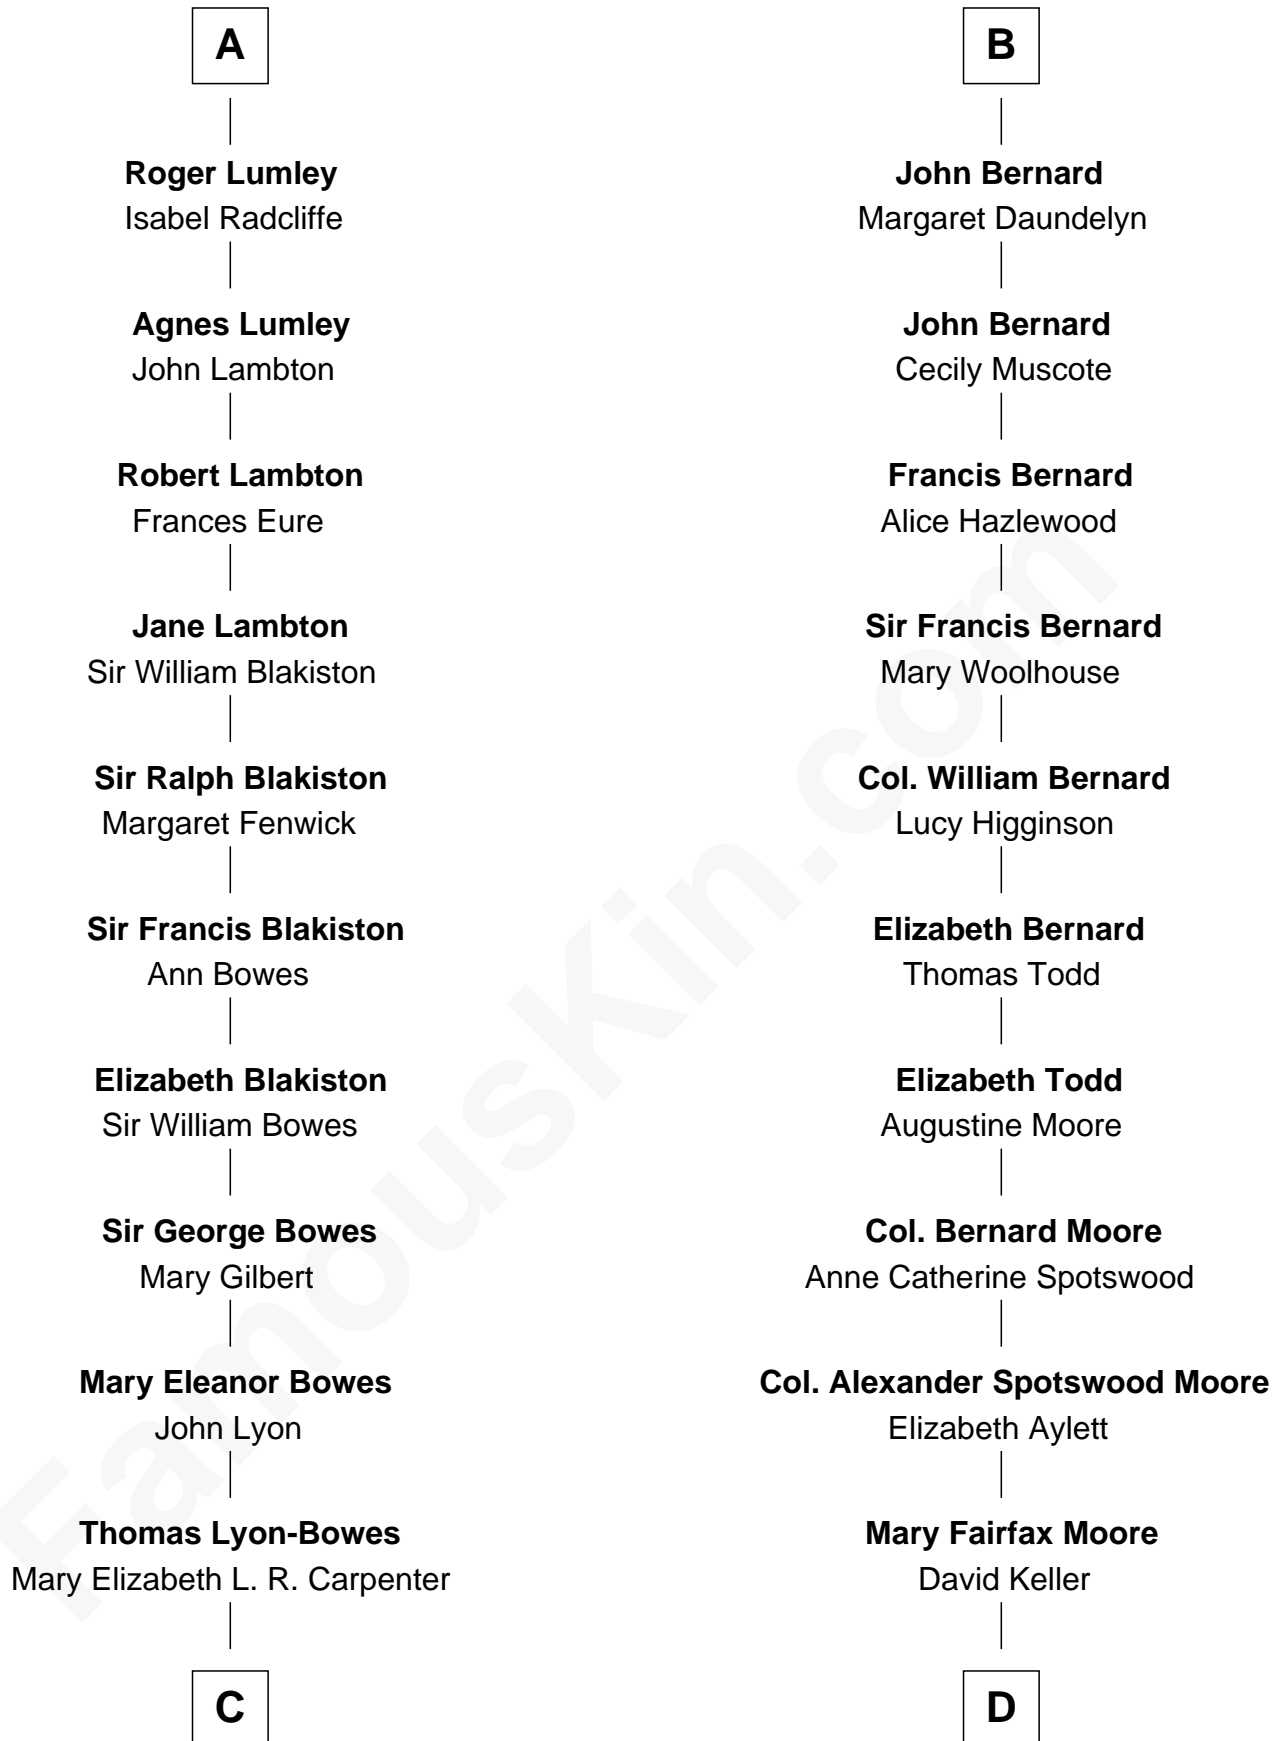 A
Roger Lumley
Isabel Radcliffe
Agnes Lumley
John Lambton
Robert Lambton
Frances Eure
Jane Lambton
Sir William Blakiston
Sir Ralph Blakiston
Margaret Fenwick
Sir Francis Blakiston
Ann Bowes
Elizabeth Blakiston
Sir William Bowes
Sir George Bowes
Mary Gilbert
Mary Eleanor Bowes
John Lyon
Thomas Lyon-Bowes
Mary Elizabeth L. R. Carpenter
C
B
John Bernard
Margaret Daundelyn
John Bernard
Cecily Muscote
Francis Bernard
Alice Hazlewood
Sir Francis Bernard
Mary Woolhouse
Col. William Bernard
Lucy Higginson
Elizabeth Bernard
Thomas Todd
Elizabeth Todd
Augustine Moore
Col. Bernard Moore
Anne Catherine Spotswood
Col. Alexander Spotswood Moore
Elizabeth Aylett
Mary Fairfax Moore
David Keller
D
FamousKin.com